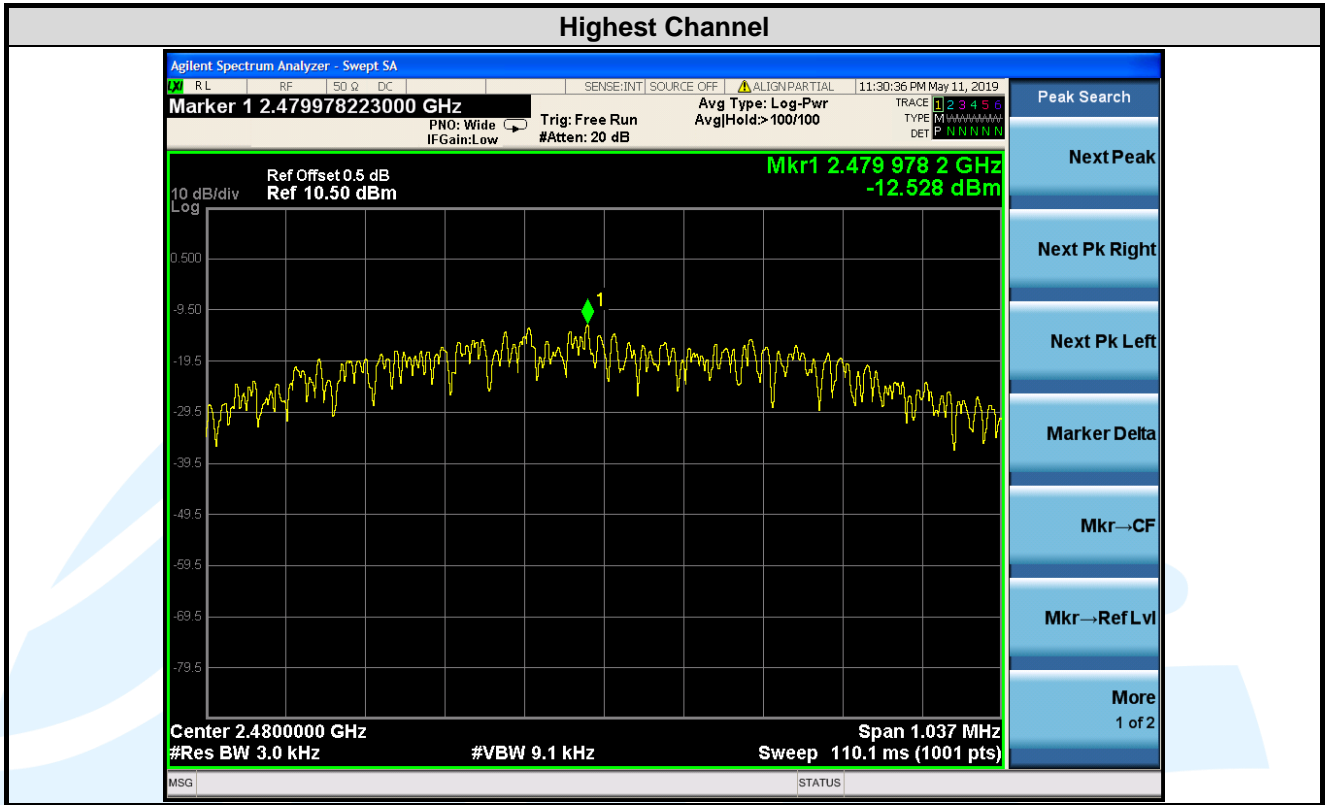 Highest Channel
Agilent Spectrum Analyzer - Swept SA
LXI RL RF 50 Ω DC SENSE:INT SOURCE OFF ALIGNPARTIAL 11:30:36 PM May 11, 2019
Marker 1 2.479978223000 GHz
PNO: Wide
IFGain:Low
Trig: Free Run
#Atten: 20 dB
Avg Type: Log-Pwr
Avg|Hold:> 100/100
TRACE 1 2 3 4 5 6
TYPE M
DET P N N N N N
Mkr1 2.479 978 2 GHz
-12.528 dBm
Ref Offset 0.5 dB
10 dB/div Ref 10.50 dBm
Log
0.500
-9.50
-19.5
-29.5
-39.5
-49.5
-59.5
-69.5
-79.5
1
Center 2.4800000 GHz Span 1.037 MHz
#Res BW 3.0 kHz #VBW 9.1 kHz Sweep 110.1 ms (1001 pts)
MSG STATUS
Peak Search
Next Peak
Next Pk Right
Next Pk Left
Marker Delta
Mkr→CF
Mkr→Ref Lvl
More
1 of 2